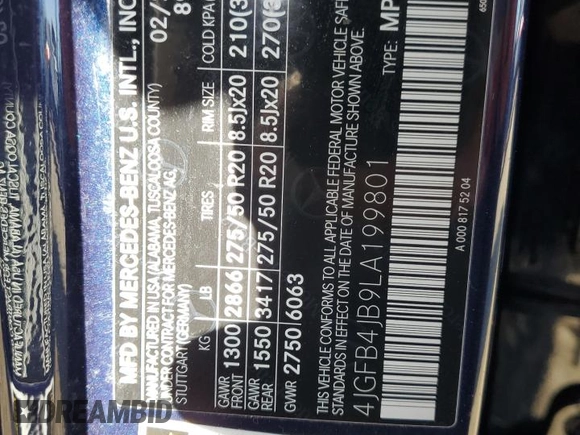 MFD BY MERCEDES-BENZ U.S. INTL., INC
02/
MANUFACTURED IN USA (ALABAMA, TUSCALOOSA COUNTY)
UNDER CONTRACT FOR MERCEDES-BENZ AG,
STUTTGART (GERMANY)
KG LB TIRES RIM SIZE COLD KPA
GAWR FRONT 1300 2866 275/50 R20 8.5Jx20 210(3
GAWR REAR 1550 3417 275/50 R20 8.5Jx20 270(3
GVWR 2750 6063
THIS VEHICLE CONFORMS TO ALL APPLICABLE FEDERAL MOTOR VEHICLE SAFE
IN EFFECT ON THE DATE OF MANUFACTURE SHOWN ABOVE.
4JGFB4JB9LA199801 MP
A 000 817 52 04
DREAMBID